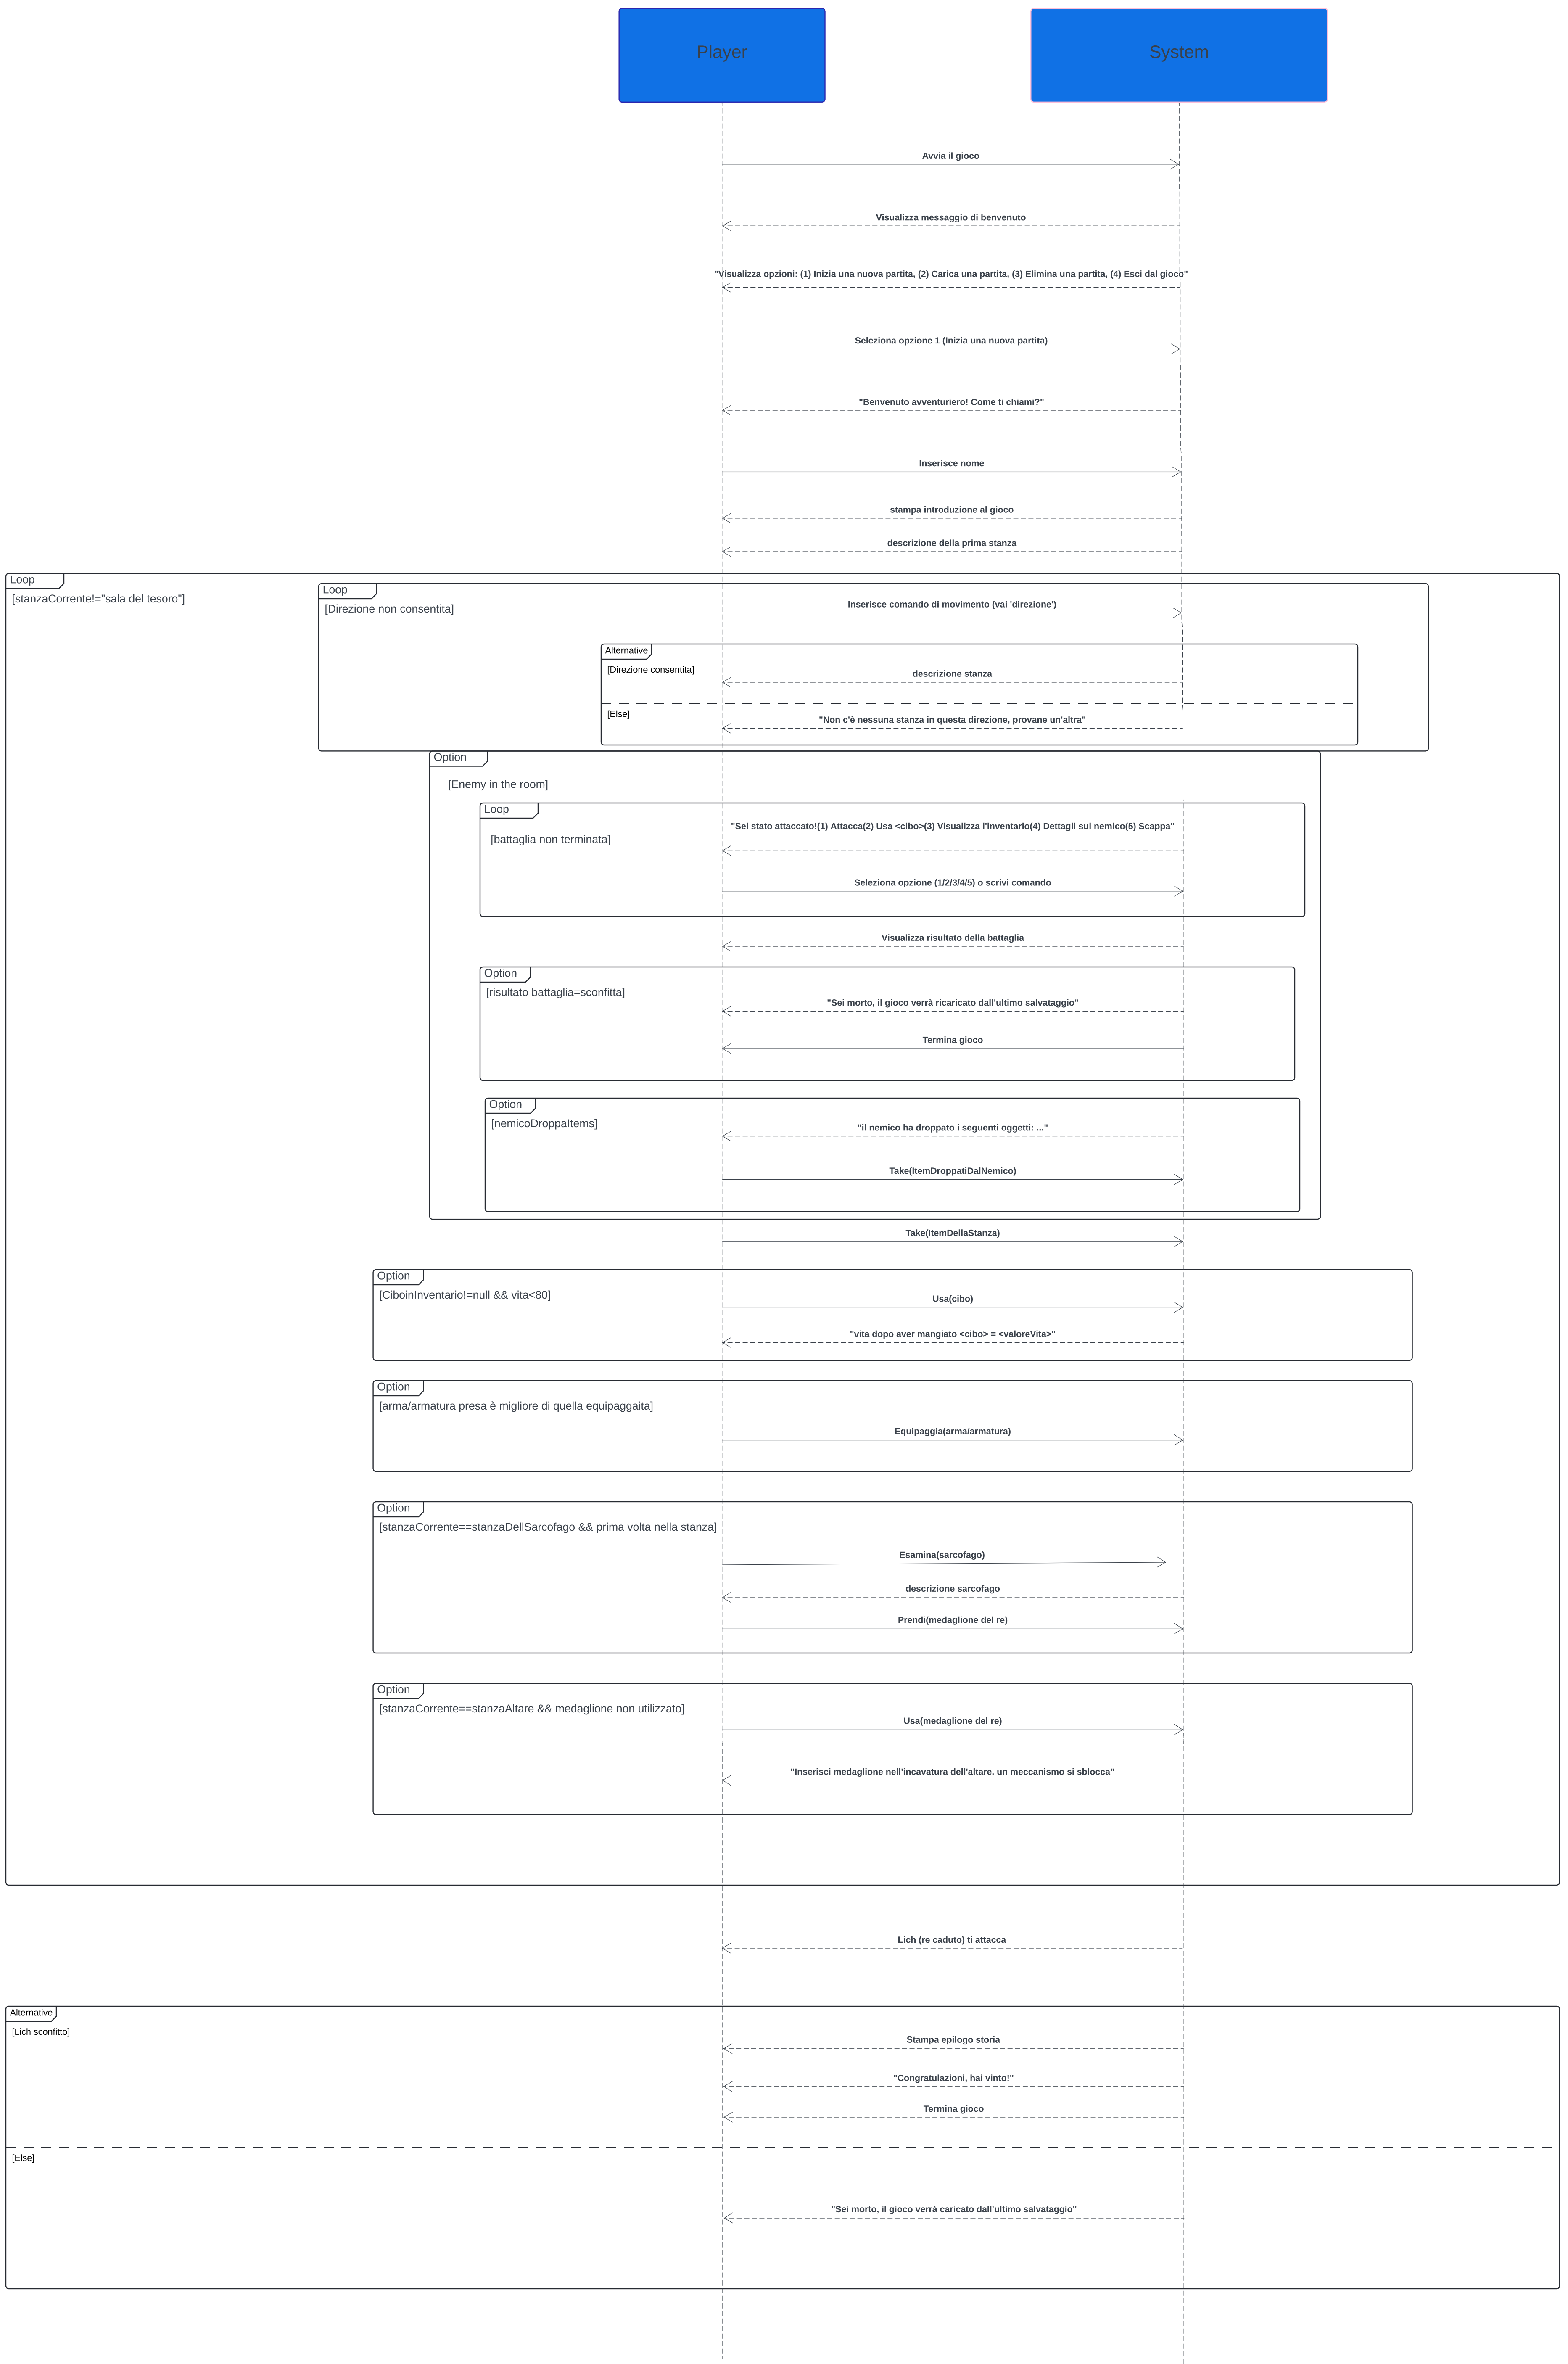 Player
System
Avvia il gioco
Visualizza messaggio di benvenuto
"Visualizza opzioni: (1) Inizia una nuova partita, (2) Carica una partita, (3) Elimina una partita, (4) Esci dal gioco"
Seleziona opzione 1 (Inizia una nuova partita)
"Benvenuto avventuriero! Come ti chiami?"
Inserisce nome
stampa introduzione al gioco
descrizione della prima stanza
Loop
[stanzaCorrente!="sala del tesoro"]
Loop
[Direzione non consentita]
Inserisce comando di movimento (vai 'direzione')
Alternative
[Direzione consentita]
descrizione stanza
[Else]
"Non c'è nessuna stanza in questa direzione, provane un'altra"
Option
[Enemy in the room]
Loop
"Sei stato attaccato!(1) Attacca(2) Usa <cibo>(3) Visualizza l'inventario(4) Dettagli sul nemico(5) Scappa"
[battaglia non terminata]
Seleziona opzione (1/2/3/4/5) o scrivi comando
Visualizza risultato della battaglia
Option
[risultato battaglia=sconfitta]
"Sei morto, il gioco verrà ricaricato dall'ultimo salvataggio"
Termina gioco
Option
[nemicoDroppaItems]
"il nemico ha droppato i seguenti oggetti: ..."
Take(ItemDroppatiDalNemico)
Take(ItemDellaStanza)
Option
[CiboinInventario!=null && vita<80]
Usa(cibo)
"vita dopo aver mangiato <cibo> = <valoreVita>"
Option
[arma/armatura presa è migliore di quella equipaggaita]
Equipaggia(arma/armatura)
Option
[stanzaCorrente==stanzaDellSarcofago && prima volta nella stanza]
Esamina(sarcofago)
descrizione sarcofago
Prendi(medaglione del re)
Option
[stanzaCorrente==stanzaAltare && medaglione non utilizzato]
Usa(medaglione del re)
"Inserisci medaglione nell'incavatura dell'altare. un meccanismo si sblocca"
Lich (re caduto) ti attacca
Alternative
[Lich sconfitto]
Stampa epilogo storia
"Congratulazioni, hai vinto!"
Termina gioco
[Else]
"Sei morto, il gioco verrà caricato dall'ultimo salvataggio"